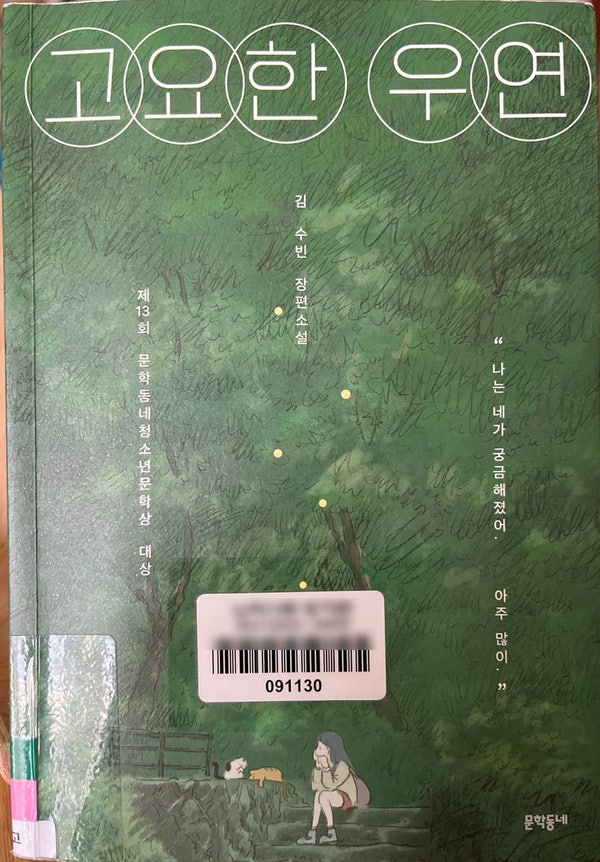 고요한 우연
김 수빈 장편소설
제13회 문학동네청소년문학상 대상
“ 나는 네가 궁금해졌어. 아주 많이. ”
091130
문학동네
고